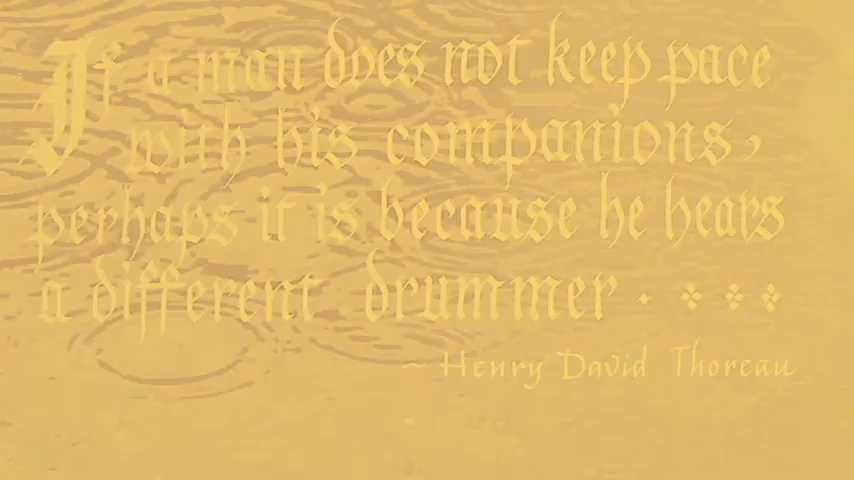 If a man does not keep pace
with his companions,
perhaps it is because he hears
a different drummer.
~ Henry David Thoreau